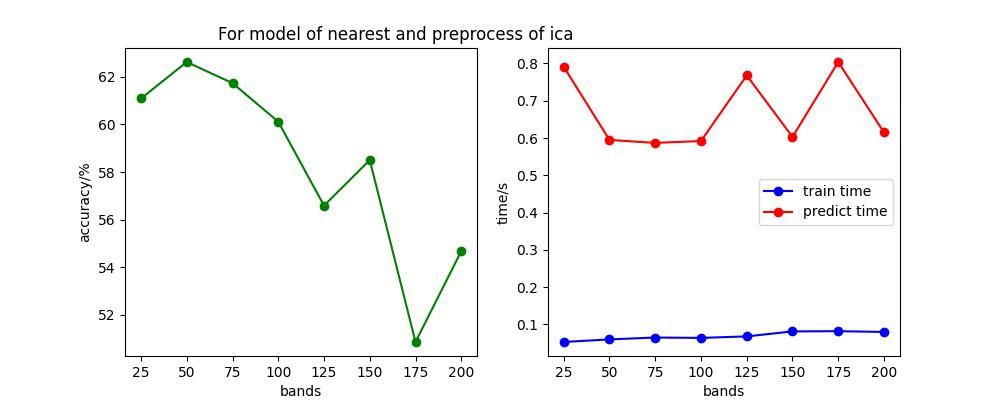 For model of nearest and preprocess of ica
accuracy/%
62
60
58
56
54
52
25 50 75 100 125 150 175 200
bands
time/s
0.8
0.7
0.6
0.5
0.4
0.3
0.2
0.1
train time
predict time
25 50 75 100 125 150 175 200
bands